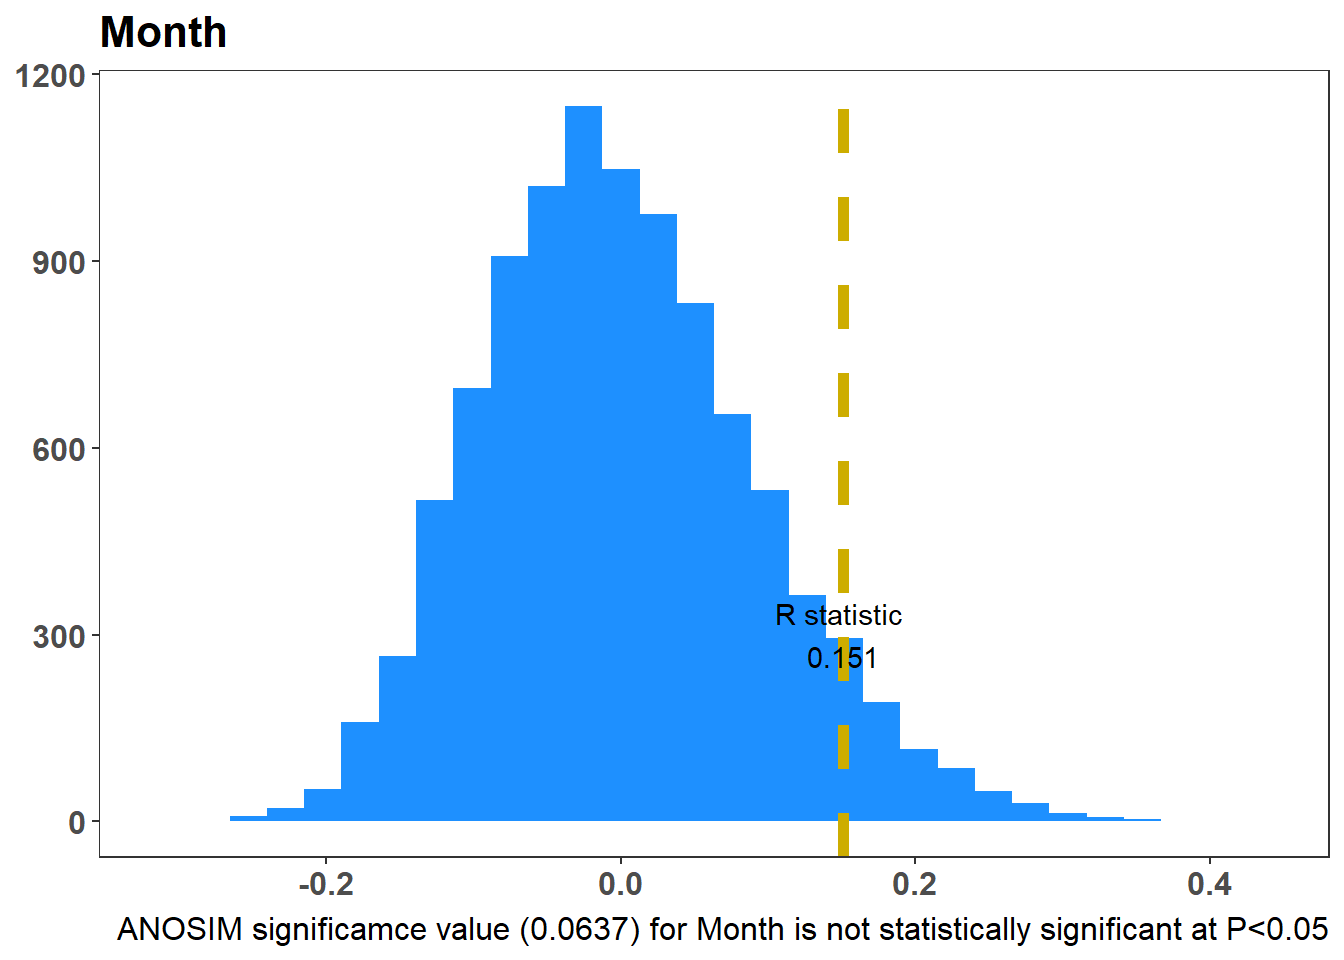 Month
1200
900
600
300
0
R statistic
0.151
-0.2 0.0 0.2 0.4
ANOSIM significamce value (0.0637) for Month is not statistically significant at P<0.05